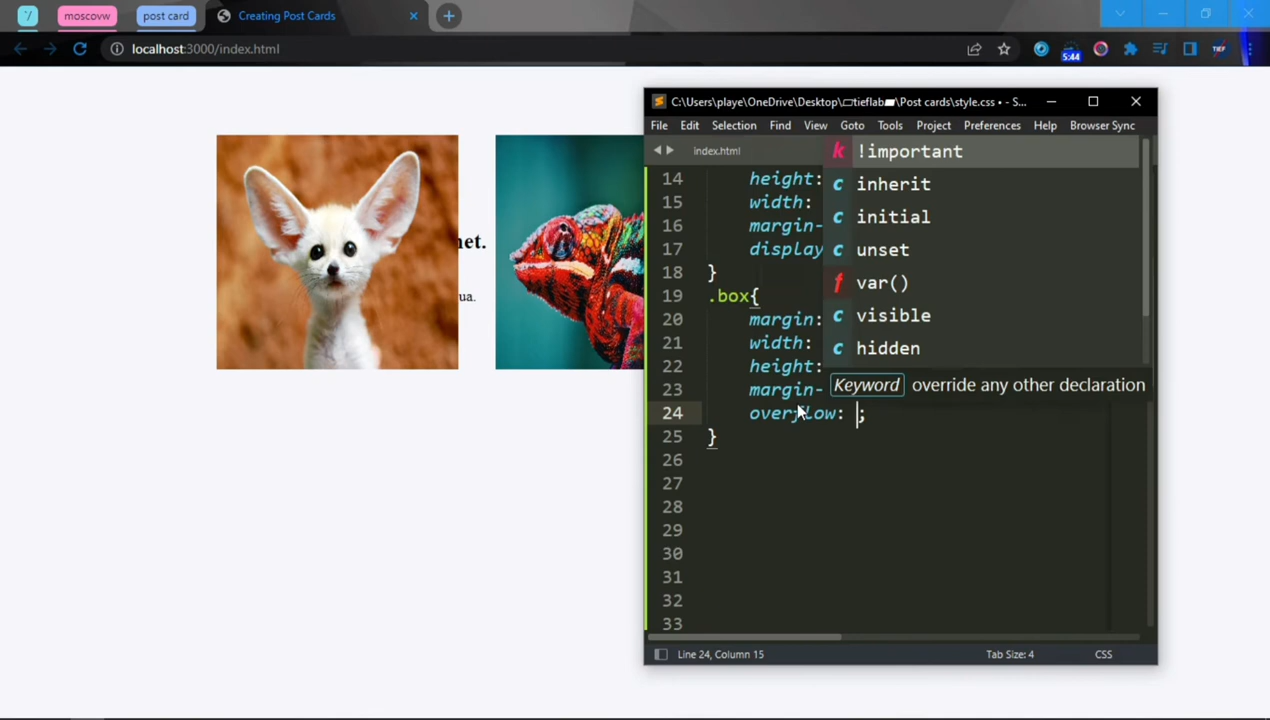 moscovw
post card
Creating Post Cards
localhost:3000/index.html
5:44
TIEF
net.
ua.
C:\Users\playe\OneDrive\Desktop\▭tieflab▰\Post cards\style.css • - S...
File Edit Selection Find View Goto Tools Project Preferences Help Browser Sync
index.html
14 height:
15 width:
16 margin-
17 display
18 }
19 .box{
20 margin:
21 width:
22 height:
23 margin-
24 overflow: ;
25 }
26
27
28
29
30
31
32
33
k !important
c inherit
c initial
c unset
f var()
c visible
c hidden
Keyword override any other declaration
Line 24, Column 15 Tab Size: 4 CSS